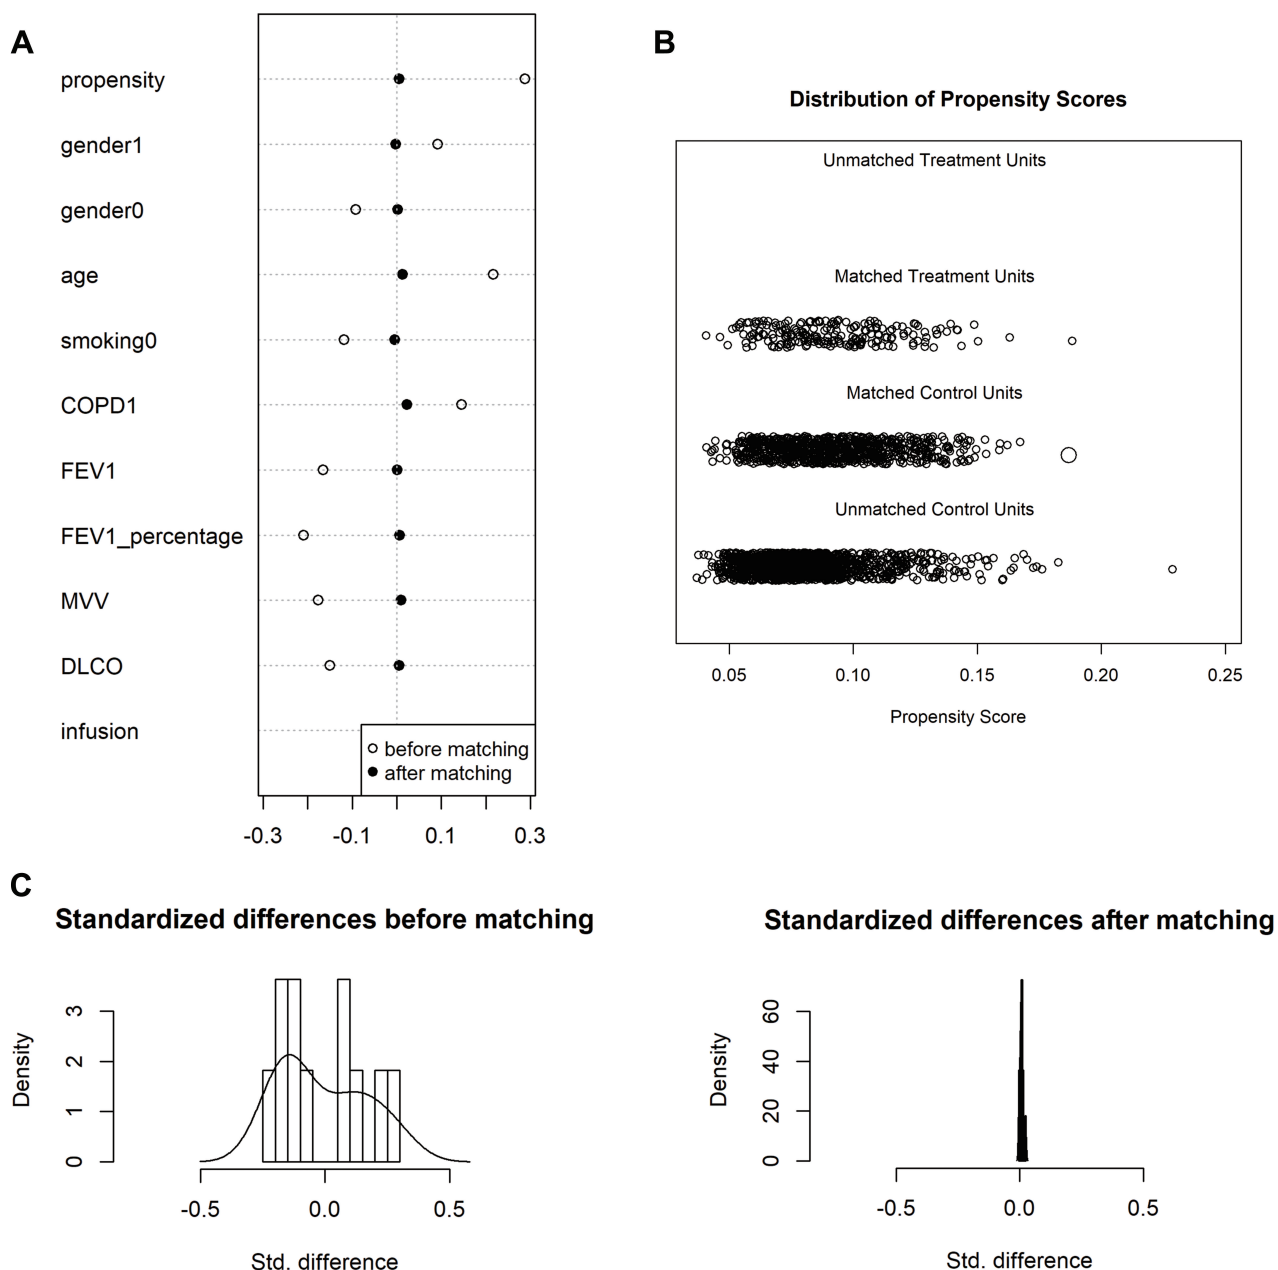 A
propensity
gender1
gender0
age
smoking0
COPD1
FEV1
FEV1_percentage
MVV
DLCO
infusion
before matching
after matching
-0.3 -0.1 0.1 0.3
B
Distribution of Propensity Scores
Unmatched Treatment Units
Matched Treatment Units
Matched Control Units
Unmatched Control Units
0.05 0.10 0.15 0.20 0.25
Propensity Score
C
Standardized differences before matching
Density
3
2
1
0
-0.5 0.0 0.5
Std. difference
Standardized differences after matching
Density
60
40
20
0
-0.5 0.0 0.5
Std. difference